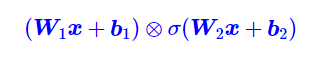 (W₁x + b₁) ⊗ σ(W₂x + b₂)